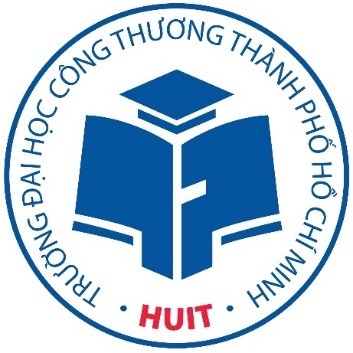 TRƯỜNG ĐẠI HỌC CÔNG THƯƠNG THÀNH PHỐ HỒ CHÍ MINH
HUIT